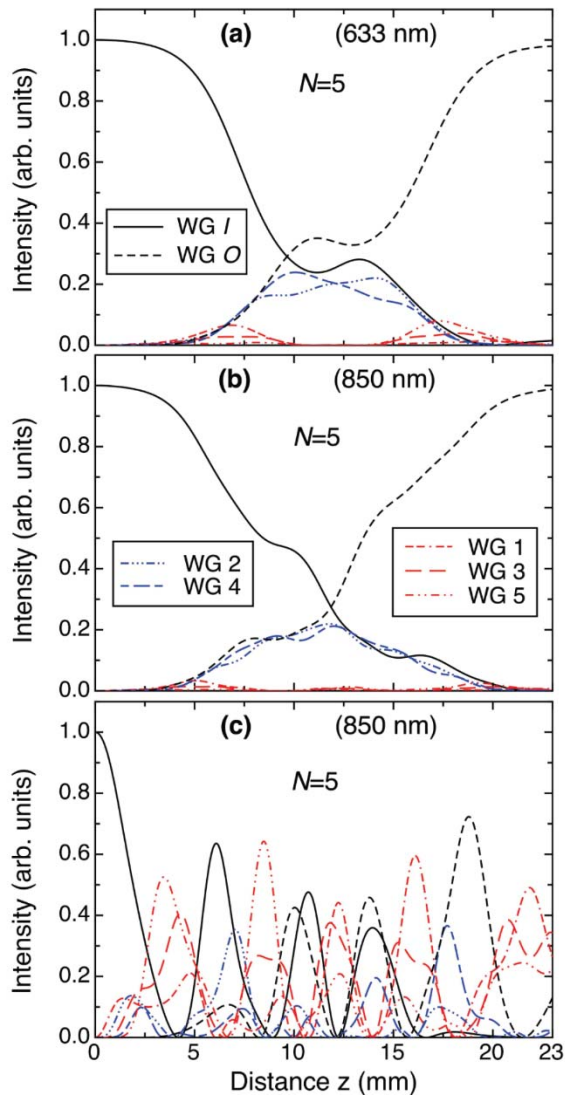 (a) (633 nm)
N=5
1.0
0.8
0.6
0.4
0.2
0.0
Intensity (arb. units)
WG I
WG O
(b) (850 nm)
N=5
1.0
0.8
0.6
0.4
0.2
0.0
Intensity (arb. units)
WG 2
WG 4
WG 1
WG 3
WG 5
(c) (850 nm)
N=5
1.0
0.8
0.6
0.4
0.2
0.0
Intensity (arb. units)
0 5 10 15 20 23
Distance z (mm)